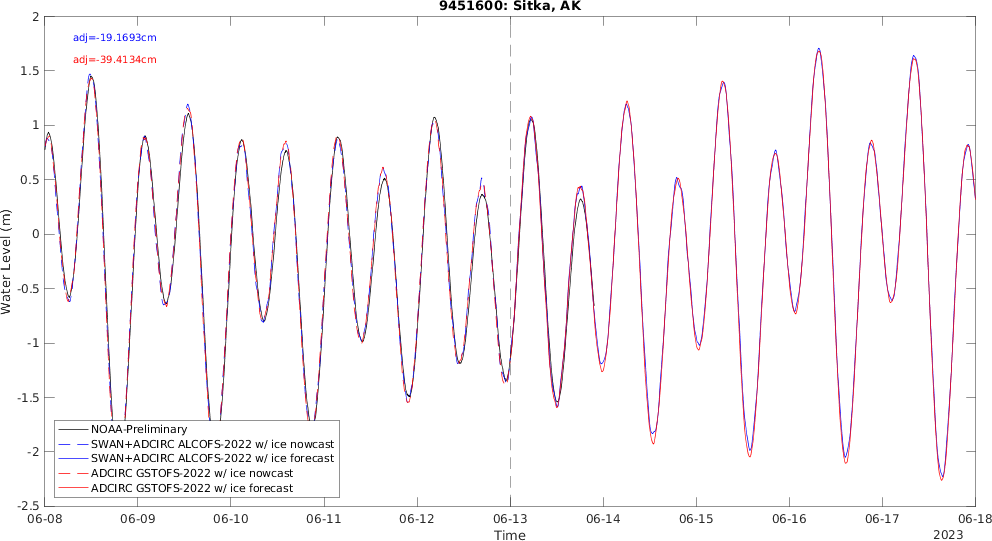 9451600: Sitka, AK
adj=-19.1693cm
adj=-39.4134cm
Water Level (m)
2
1.5
1
0.5
0
-0.5
-1
-1.5
-2
-2.5
NOAA-Preliminary
SWAN+ADCIRC ALCOFS-2022 w/ ice nowcast
SWAN+ADCIRC ALCOFS-2022 w/ ice forecast
ADCIRC GSTOFS-2022 w/ ice nowcast
ADCIRC GSTOFS-2022 w/ ice forecast
06-08 06-09 06-10 06-11 06-12 06-13 06-14 06-15 06-16 06-17 06-18
Time
2023